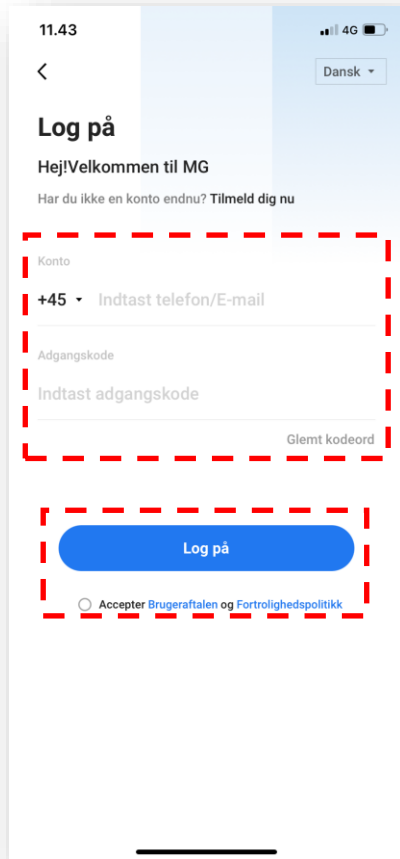 11.43
4G
Dansk
Log på
Hej!Velkommen til MG
Har du ikke en konto endnu? Tilmeld dig nu
Konto
+45 Indtast telefon/E-mail
Adgangskode
Indtast adgangskode
Glemt kodeord
Log på
Accepter Brugeraftalen og Fortrolighedspolitikk